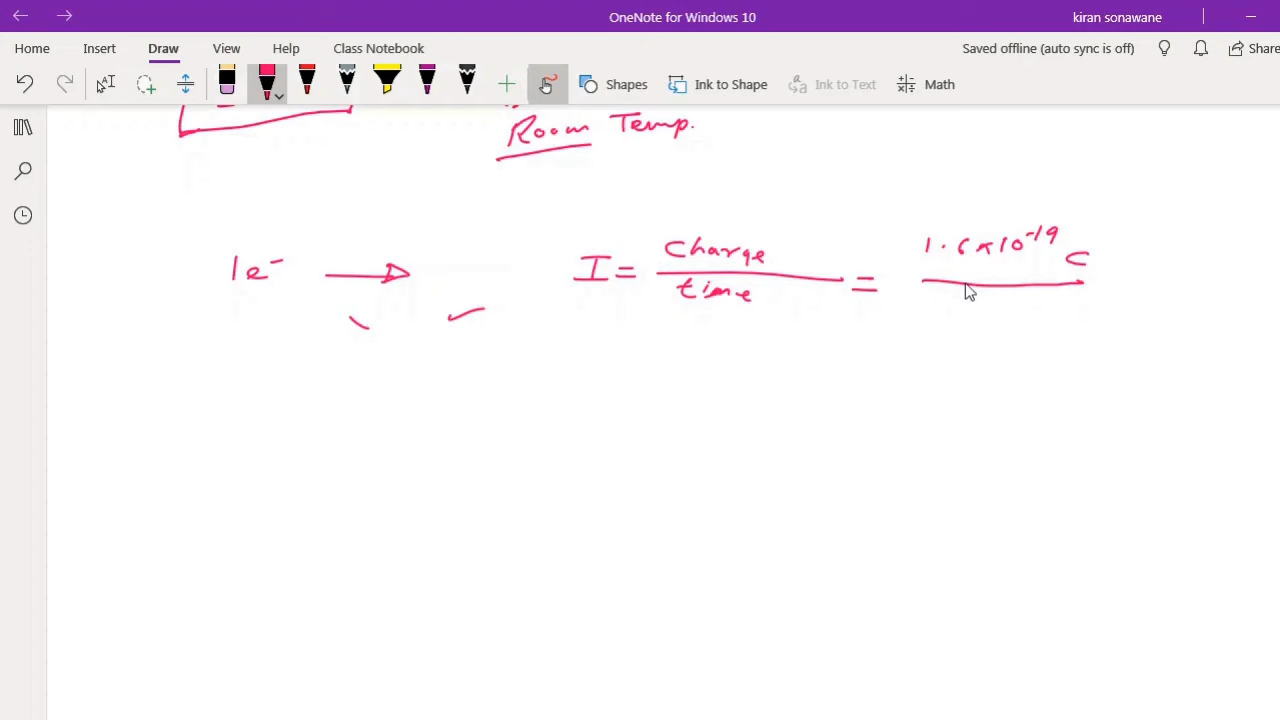 OneNote for Windows 10
kiran sonawane
Home Insert Draw View Help Class Notebook
Saved offline (auto sync is off)
Share
Shapes
Ink to Shape
Ink to Text
Math
Room Temp.
1e⁻ → I = charge / time = 1.6×10⁻¹⁹ C